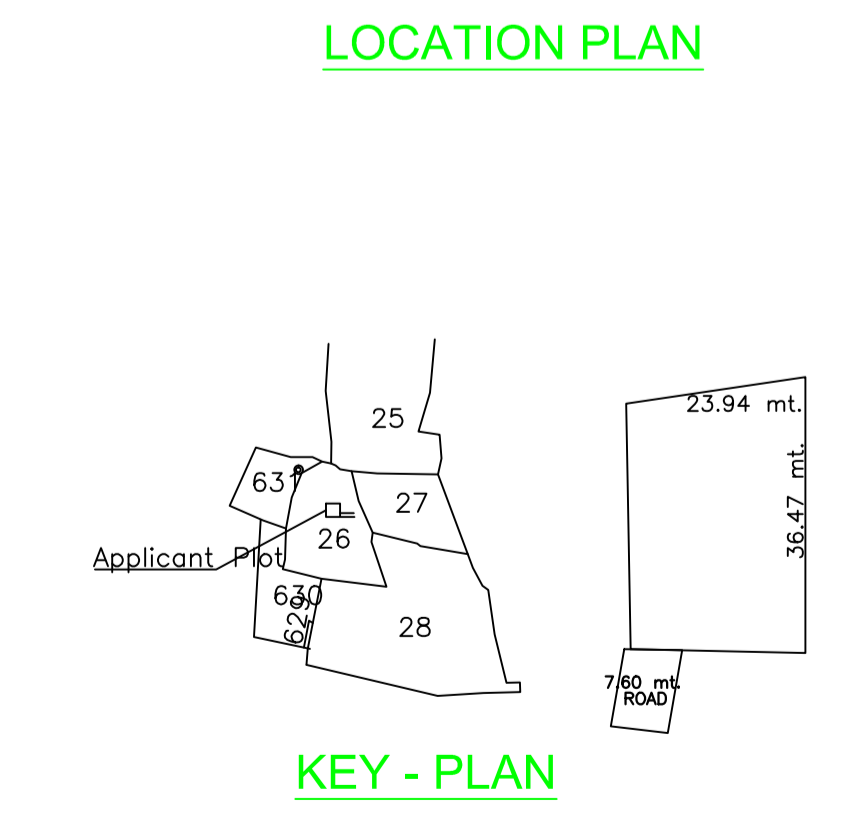 LOCATION PLAN
25
23.94 mt.
631
27
36.47 mt.
26
Applicant Plot
630
629
28
7.60 mt.
ROAD
KEY - PLAN